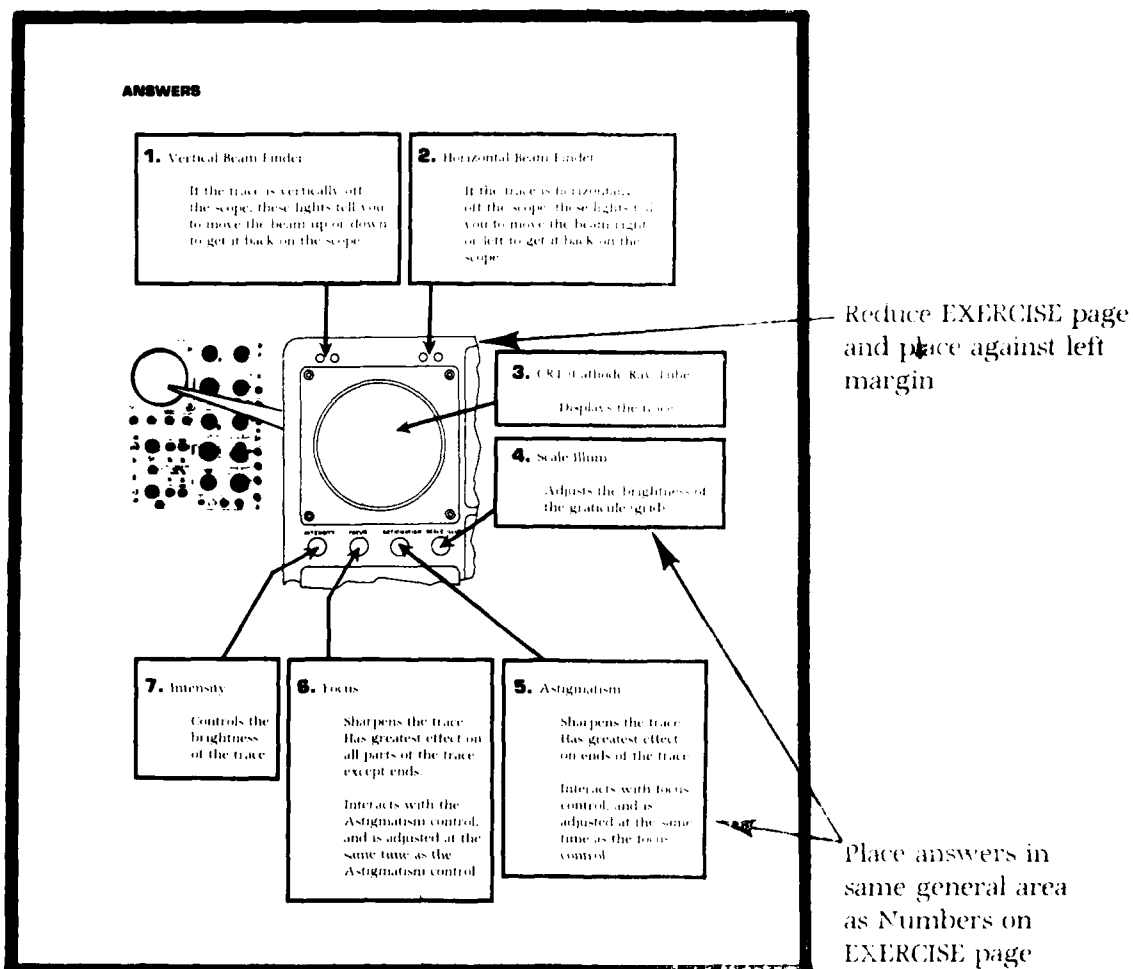 ANSWERS
1. Vertical Beam Finder
If the trace is vertically off
the scope, these lights tell you
to move the beam up or down
to get it back on the scope
2. Horizontal Beam Finder
If the trace is horizontally
off the scope, these lights tell
you to move the beam right
or left to get it back on the
scope
Reduce EXERCISE page
and place against left
margin
3. CRT (Cathode Ray Tube
Displays the trace
4. Scale Illum
Adjusts the brightness of
the graticule (grid)
INTENSITY FOCUS ASTIGMATISM SCALE ILLUM
7. Intensity
Controls the
brightness
of the trace
6. Focus
Sharpens the trace
Has greatest effect on
all parts of the trace
except ends.
Interacts with the
Astigmatism control,
and is adjusted at the
same time as the
Astigmatism control
5. Astigmatism
Sharpens the trace
Has greatest effect
on ends of the trace
Interacts with focus
control, and is
adjusted at the same
time as the focus
control
Place answers in
same general area
as Numbers on
EXERCISE page